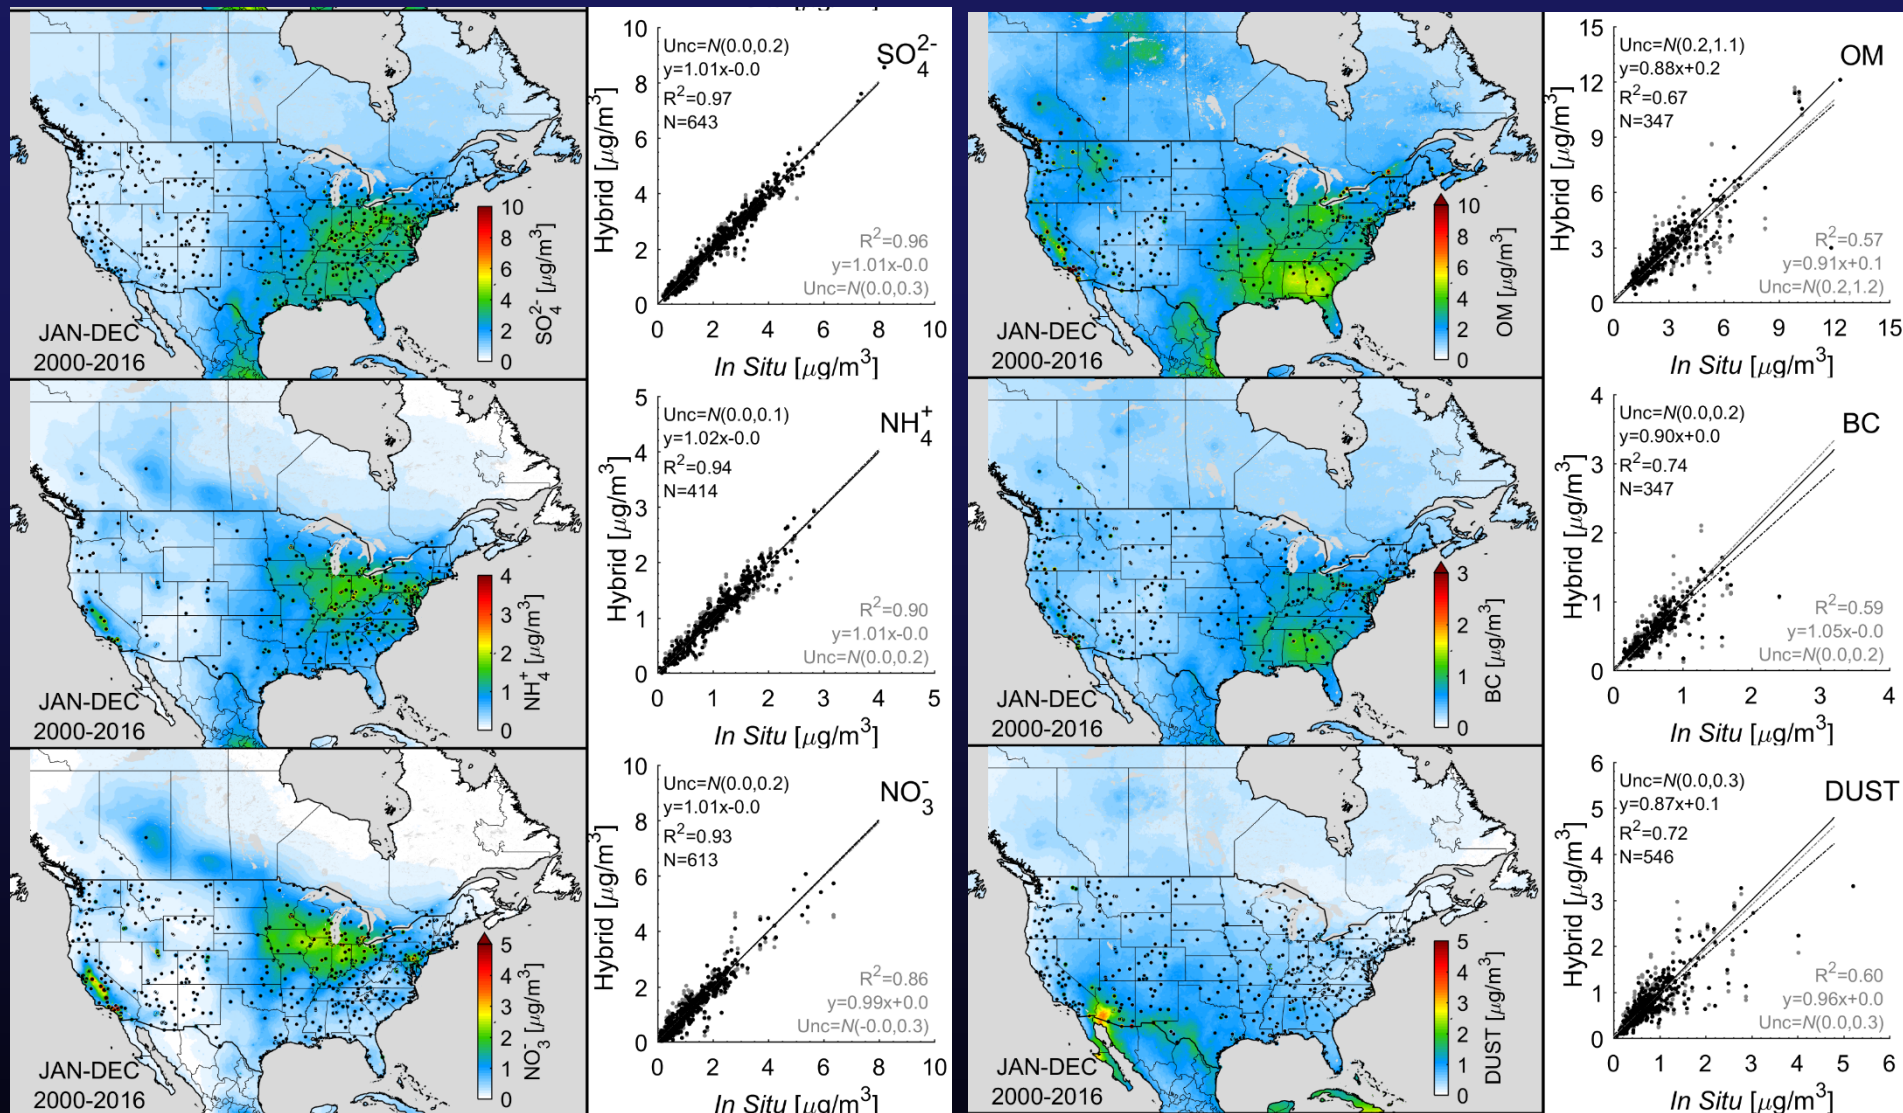 In Situ [μg/m³]
SO₄²⁻ [μg/m³]
10
8
6
4
2
0
JAN-DEC
2000-2016
Unc=N(0.0,0.2)
y=1.01x-0.0
R²=0.97
N=643
SO₄²⁻
R²=0.96
y=1.01x-0.0
Unc=N(0.0,0.3)
Hybrid [μg/m³]
10
8
6
4
2
0
0 2 4 6 8 10
In Situ [μg/m³]
NH₄⁺ [μg/m³]
4
3
2
1
0
JAN-DEC
2000-2016
Unc=N(0.0,0.1)
y=1.02x-0.0
R²=0.94
N=414
NH₄⁺
R²=0.90
y=1.01x-0.0
Unc=N(0.0,0.2)
Hybrid [μg/m³]
5
4
3
2
1
0
0 1 2 3 4 5
In Situ [μg/m³]
NO₃⁻ [μg/m³]
5
4
3
2
1
0
JAN-DEC
2000-2016
Unc=N(0.0,0.2)
y=1.01x-0.0
R²=0.93
N=613
NO₃⁻
R²=0.86
y=0.99x+0.0
Unc=N(-0.0,0.3)
Hybrid [μg/m³]
10
8
6
4
2
0
0 2 4 6 8 10
In Situ [μg/m³]
OM [μg/m³]
10
8
6
4
2
0
JAN-DEC
2000-2016
Unc=N(0.2,1.1)
y=0.88x+0.2
R²=0.67
N=347
OM
R²=0.57
y=0.91x+0.1
Unc=N(0.2,1.2)
Hybrid [μg/m³]
15
12
9
6
3
0
0 3 6 9 12 15
In Situ [μg/m³]
BC [μg/m³]
3
2
1
0
JAN-DEC
2000-2016
Unc=N(0.0,0.2)
y=0.90x+0.0
R²=0.74
N=347
BC
R²=0.59
y=1.05x-0.0
Unc=N(0.0,0.2)
Hybrid [μg/m³]
4
3
2
1
0
0 1 2 3 4
In Situ [μg/m³]
DUST [μg/m³]
5
4
3
2
1
0
JAN-DEC
2000-2016
Unc=N(0.0,0.3)
y=0.87x+0.1
R²=0.72
N=546
DUST
R²=0.60
y=0.96x+0.0
Unc=N(0.0,0.3)
Hybrid [μg/m³]
6
5
4
3
2
1
0
0 1 2 3 4 5 6
In Situ [μg/m³]